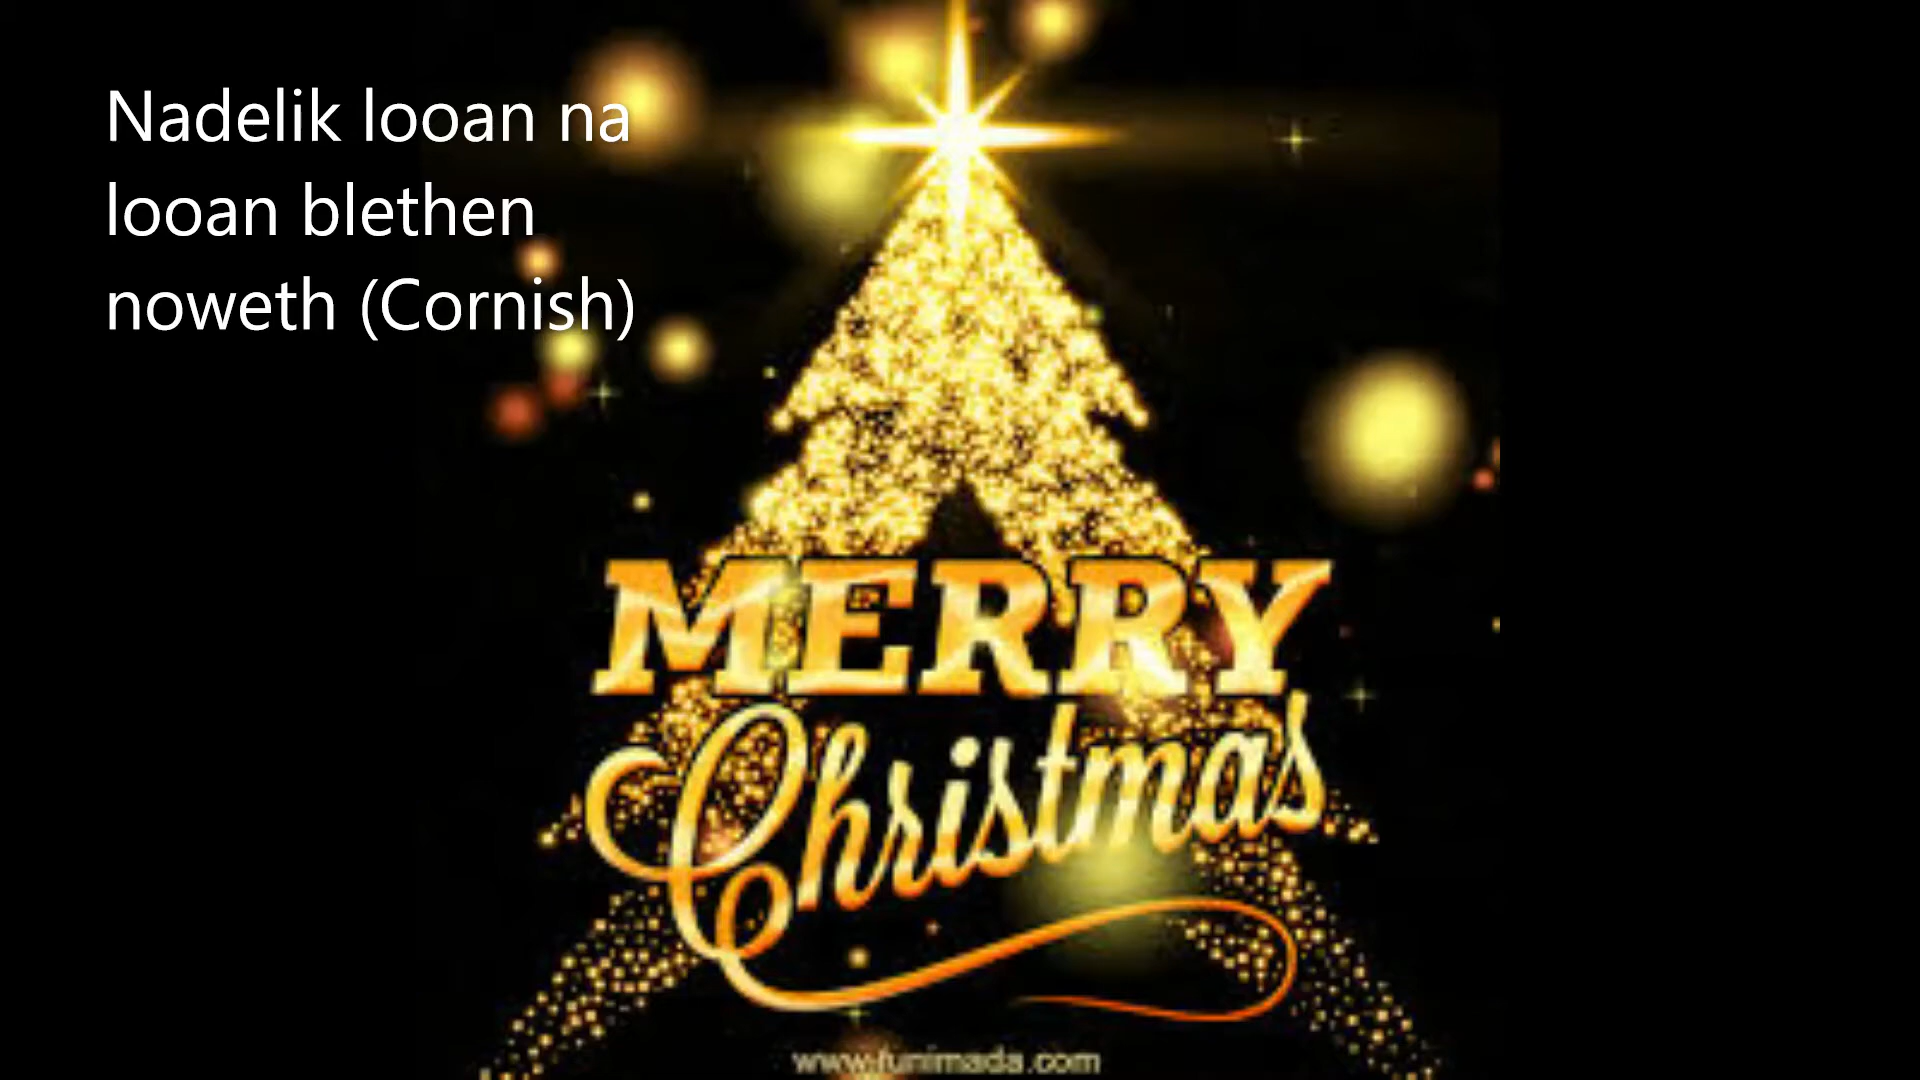 Nadelik looan na
looan blethen
noweth (Cornish)
MERRY
Christmas
www.funimada.com